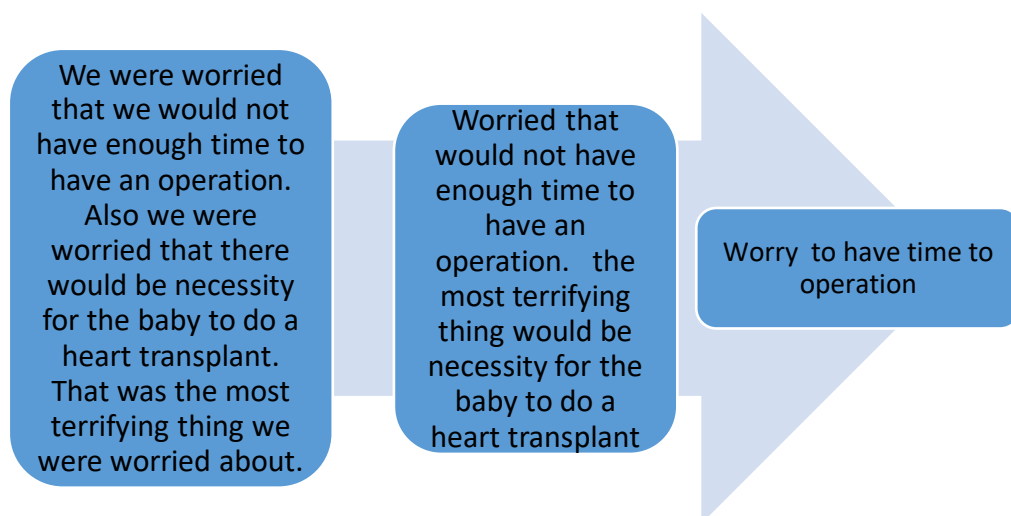 We were worried
that we would not
have enough time to
have an operation.
Also we were
worried that there
would be necessity
for the baby to do a
heart transplant.
That was the most
terrifying thing we
were worried about.
Worried that
would not have
enough time to
have an
operation.   the
most terrifying
thing would be
necessity for the
baby to do a
heart transplant
Worry  to have time to
operation